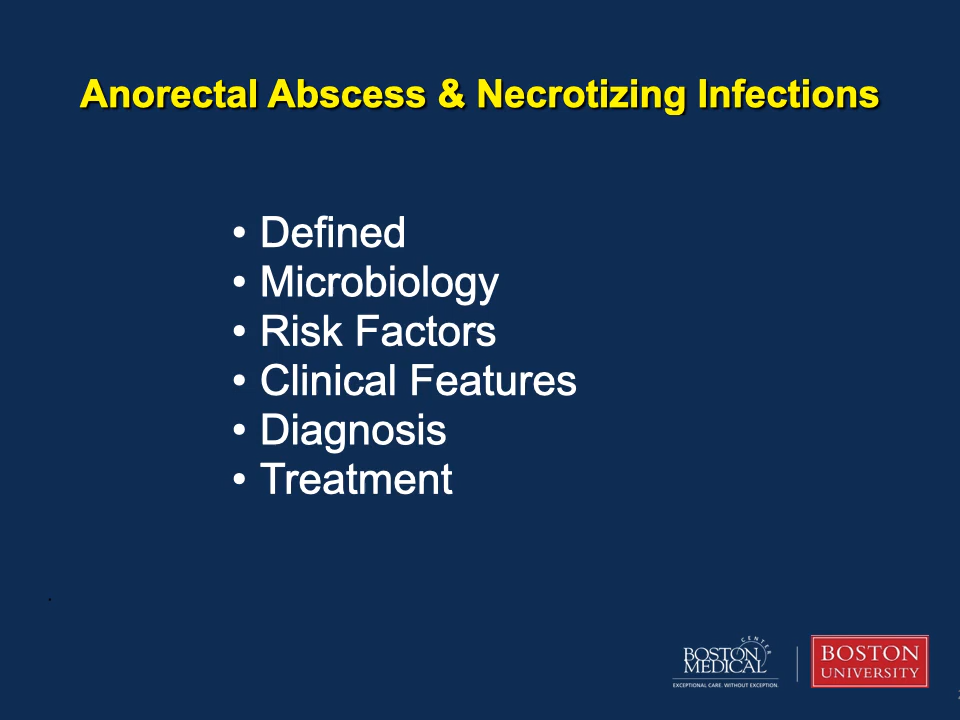 Anorectal Abscess & Necrotizing Infections
• Defined
• Microbiology
• Risk Factors
• Clinical Features
• Diagnosis
• Treatment
.
BOSTON
MEDICAL
CENTER
EXCEPTIONAL CARE. WITHOUT EXCEPTION.
BOSTON
UNIVERSITY